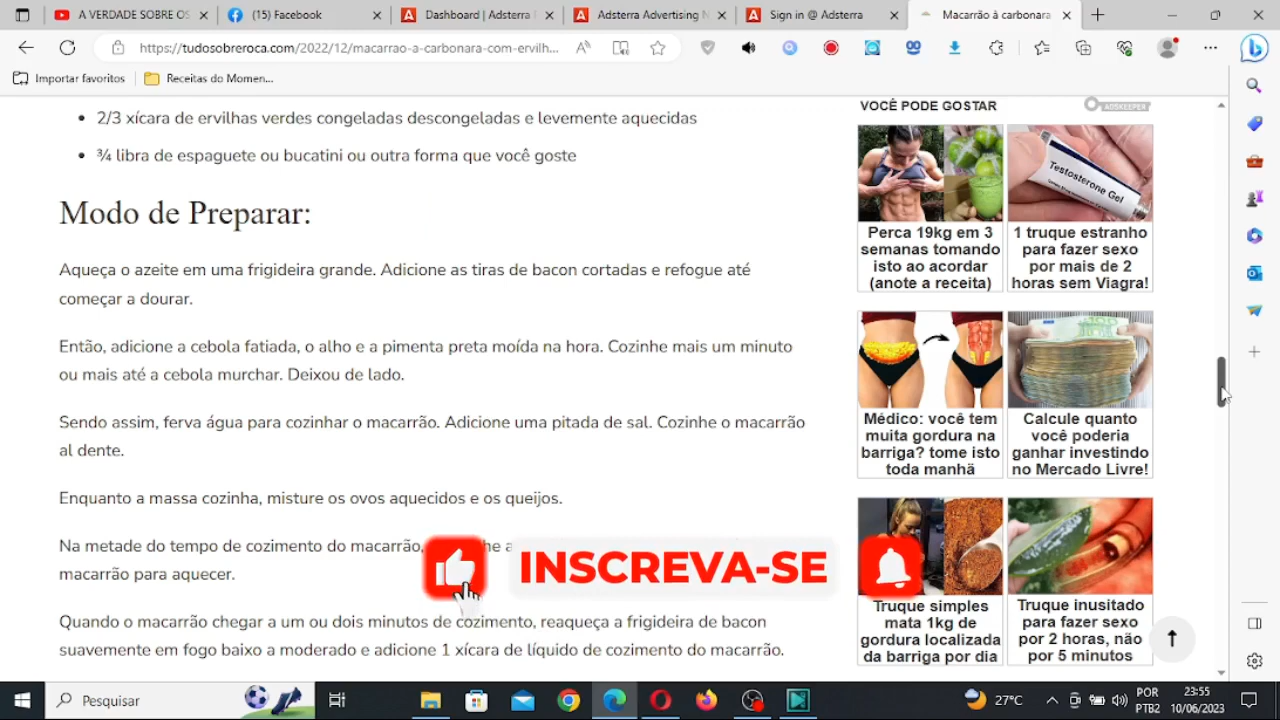 A VERDADE SOBRE OS
(15) Facebook
Dashboard | Adsterra P
Adsterra Advertising N
Sign in @ Adsterra
Macarrão à carbonara
https://tudosobreroca.com/2022/12/macarrao-a-carbonara-com-ervilh...
Importar favoritos
Receitas do Momen...
2/3 xícara de ervilhas verdes congeladas descongeladas e levemente aquecidas
¾ libra de espaguete ou bucatini ou outra forma que você goste
Modo de Preparar:
Aqueça o azeite em uma frigideira grande. Adicione as tiras de bacon cortadas e refogue até
começar a dourar.
Então, adicione a cebola fatiada, o alho e a pimenta preta moída na hora. Cozinhe mais um minuto
ou mais até a cebola murchar. Deixou de lado.
Sendo assim, ferva água para cozinhar o macarrão. Adicione uma pitada de sal. Cozinhe o macarrão
al dente.
Enquanto a massa cozinha, misture os ovos aquecidos e os queijos.
Na metade do tempo de cozimento do macarrão,
macarrão para aquecer.
Quando o macarrão chegar a um ou dois minutos de cozimento, reaqueça a frigideira de bacon
suavemente em fogo baixo a moderado e adicione 1 xícara de líquido de cozimento do macarrão.
INSCREVA-SE
VOCÊ PODE GOSTAR
ADSKEEPER
Perca 19kg em 3
semanas tomando
isto ao acordar
(anote a receita)
Testosterone Gel
1 truque estranho
para fazer sexo
por mais de 2
horas sem Viagra!
Médico: você tem
muita gordura na
barriga? tome isto
toda manhã
Calcule quanto
você poderia
ganhar investindo
no Mercado Livre!
Truque simples
mata 1kg de
gordura localizada
da barriga por dia
Truque inusitado
para fazer sexo
por 2 horas, não
por 5 minutos
Pesquisar
27°C
POR
PTB2
23:55
10/06/2023